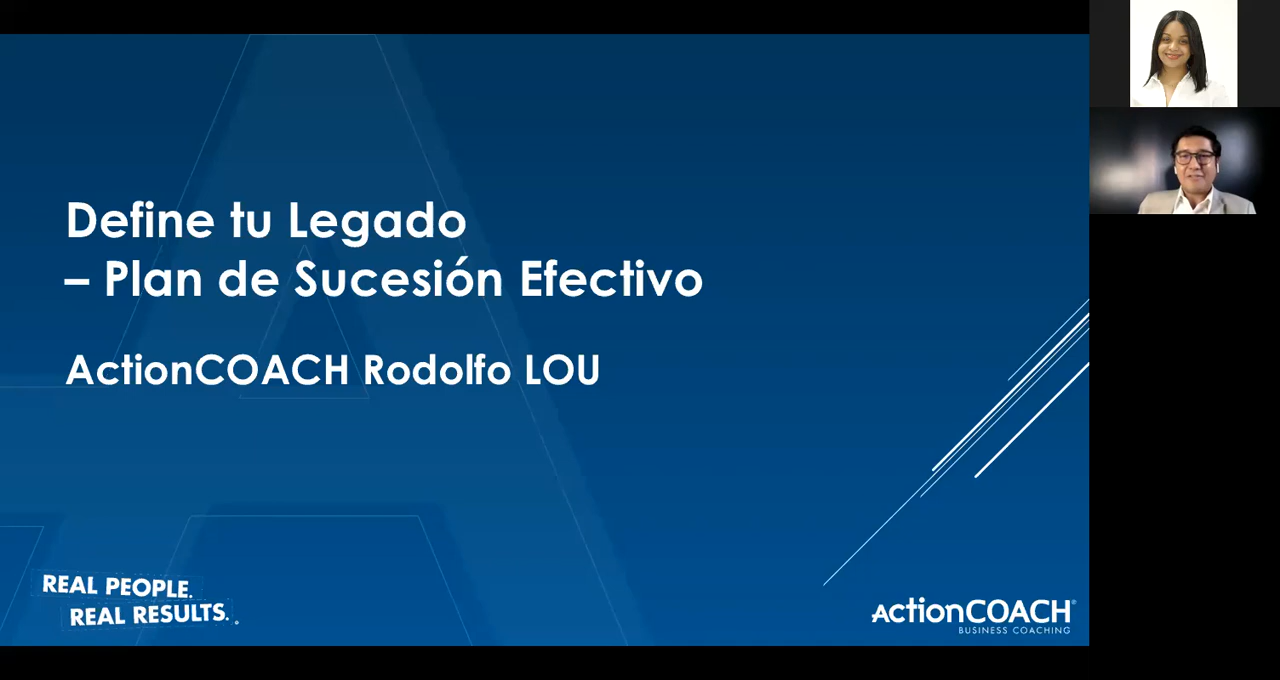 Define tu Legado
– Plan de Sucesión Efectivo
ActionCOACH Rodolfo LOU
REAL PEOPLE.
REAL RESULTS.
ActionCOACH®
BUSINESS COACHING